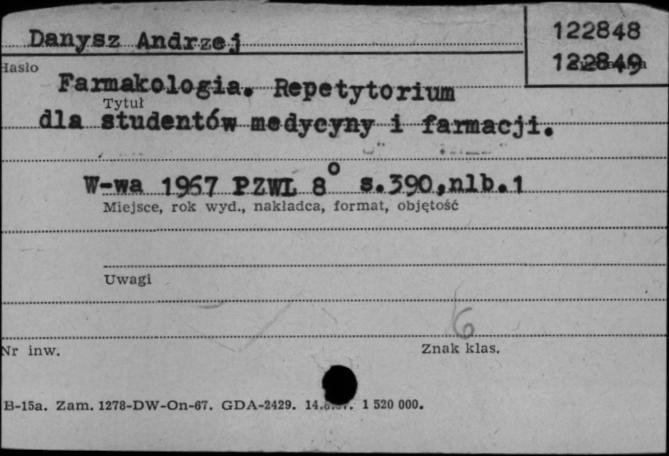 Danysz Andrzej
122848
122849
Hasło
Farmakologia. Repetytorium
Tytuł
dla studentów medycyny i farmacji.
W-wa 1967 PZWL 8° s.390,nlb.1
Miejsce, rok wyd., nakładca, format, objętość
Uwagi
6
Nr inw.
Znak klas.
B-15a. Zam. 1278-DW-On-67. GDA-2429. 1 520 000.